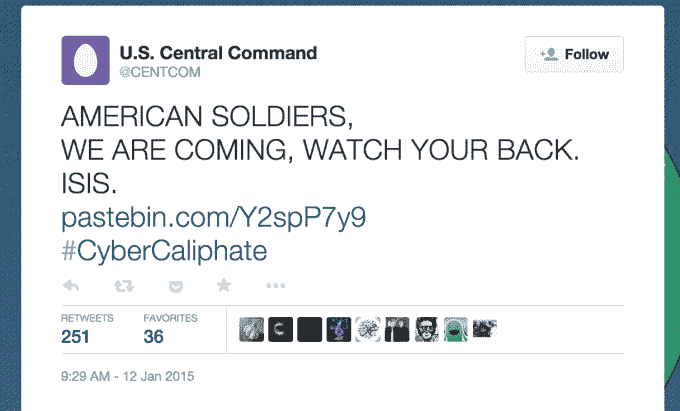 U.S. Central Command
@CENTCOM
Follow
AMERICAN SOLDIERS,
WE ARE COMING, WATCH YOUR BACK.
ISIS.
pastebin.com/Y2spP7y9
#CyberCaliphate
RETWEETS
FAVORITES
251
36
9:29 AM - 12 Jan 2015